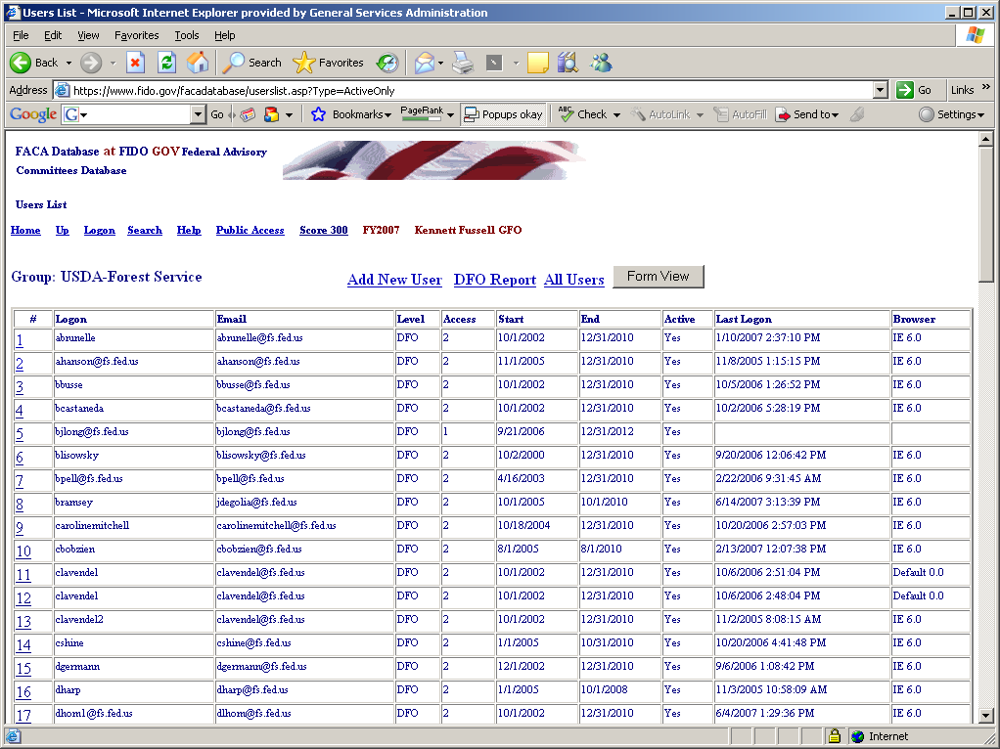 Users List - Microsoft Internet Explorer provided by General Services Administration
File Edit View Favorites Tools Help
Back Search Favorites
Address https://www.fido.gov/facadatabase/userslist.asp?Type=ActiveOnly Go Links »
Google G Go Bookmarks PageRank Popups okay ABC Check AutoLink AutoFill Send to Settings
FACA Database at FIDO GOV Federal Advisory
Committees Database
Users List
Home Up Logon Search Help Public Access Score 300 FY2007 Kennett Fussell GFO
Group: USDA-Forest Service Add New User DFO Report All Users Form View
# Logon Email Level Access Start End Active Last Logon Browser
1 abrunelle abrunelle@fs.fed.us DFO 2 10/1/2002 12/31/2010 Yes 1/10/2007 2:37:10 PM IE 6.0
2 ahanson@fs.fed.us ahanson@fs.fed.us DFO 2 11/1/2005 12/31/2010 Yes 11/8/2005 1:15:15 PM IE 6.0
3 bbusse bbusse@fs.fed.us DFO 2 10/1/2002 12/31/2010 Yes 10/5/2006 1:26:52 PM IE 6.0
4 bcastaneda bcastaneda@fs.fed.us DFO 2 10/1/2002 12/31/2010 Yes 10/2/2006 5:28:19 PM IE 6.0
5 bjlong@fs.fed.us bjlong@fs.fed.us DFO 1 9/21/2006 12/31/2012 Yes
6 blisowsky blisowsky@fs.fed.us DFO 2 10/2/2000 12/31/2010 Yes 9/20/2006 12:06:42 PM IE 6.0
7 bpell@fs.fed.us bpell@fs.fed.us DFO 2 4/16/2003 12/31/2010 Yes 2/22/2006 9:31:45 AM IE 6.0
8 bramsey jdegolia@fs.fed.us DFO 2 10/1/2005 10/1/2010 Yes 6/14/2007 3:13:39 PM IE 6.0
9 carolinemitchell carolinemitchell@fs.fed.us DFO 2 10/18/2004 12/31/2010 Yes 10/20/2006 2:57:03 PM IE 6.0
10 cbobzien cbobzien@fs.fed.us DFO 2 8/1/2005 8/1/2010 Yes 2/13/2007 12:07:38 PM IE 6.0
11 clavendel clavendel@fs.fed.us DFO 2 10/1/2002 12/31/2010 Yes 10/6/2006 2:51:04 PM Default 0.0
12 clavendel clavendel@fs.fed.us DFO 2 10/1/2002 12/31/2010 Yes 10/6/2006 2:48:04 PM Default 0.0
13 clavendel2 clavendel@fs.fed.us DFO 2 10/1/2002 12/31/2010 Yes 11/2/2005 8:08:15 AM IE 6.0
14 cshine cshine@fs.fed.us DFO 2 1/1/2005 10/31/2010 Yes 10/20/2006 4:41:48 PM IE 6.0
15 dgermann dgermann@fs.fed.us DFO 2 12/1/2002 12/31/2010 Yes 9/6/2006 1:08:42 PM IE 6.0
16 dharp dharp@fs.fed.us DFO 2 1/1/2005 10/1/2008 Yes 11/3/2005 10:58:09 AM IE 6.0
17 dhom1@fs.fed.us dlhom@fs.fed.us DFO 2 10/1/2002 12/31/2010 Yes 6/4/2007 1:29:36 PM IE 6.0
Internet